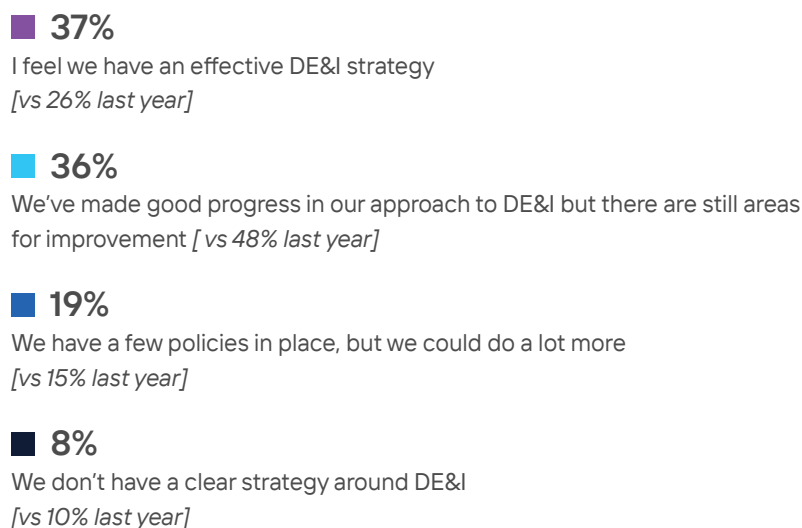 37%
I feel we have an effective DE&I strategy
[vs 26% last year]
36%
We've made good progress in our approach to DE&I but there are still areas
for improvement [ vs 48% last year]
19%
We have a few policies in place, but we could do a lot more
[vs 15% last year]
8%
We don't have a clear strategy around DE&I
[vs 10% last year]